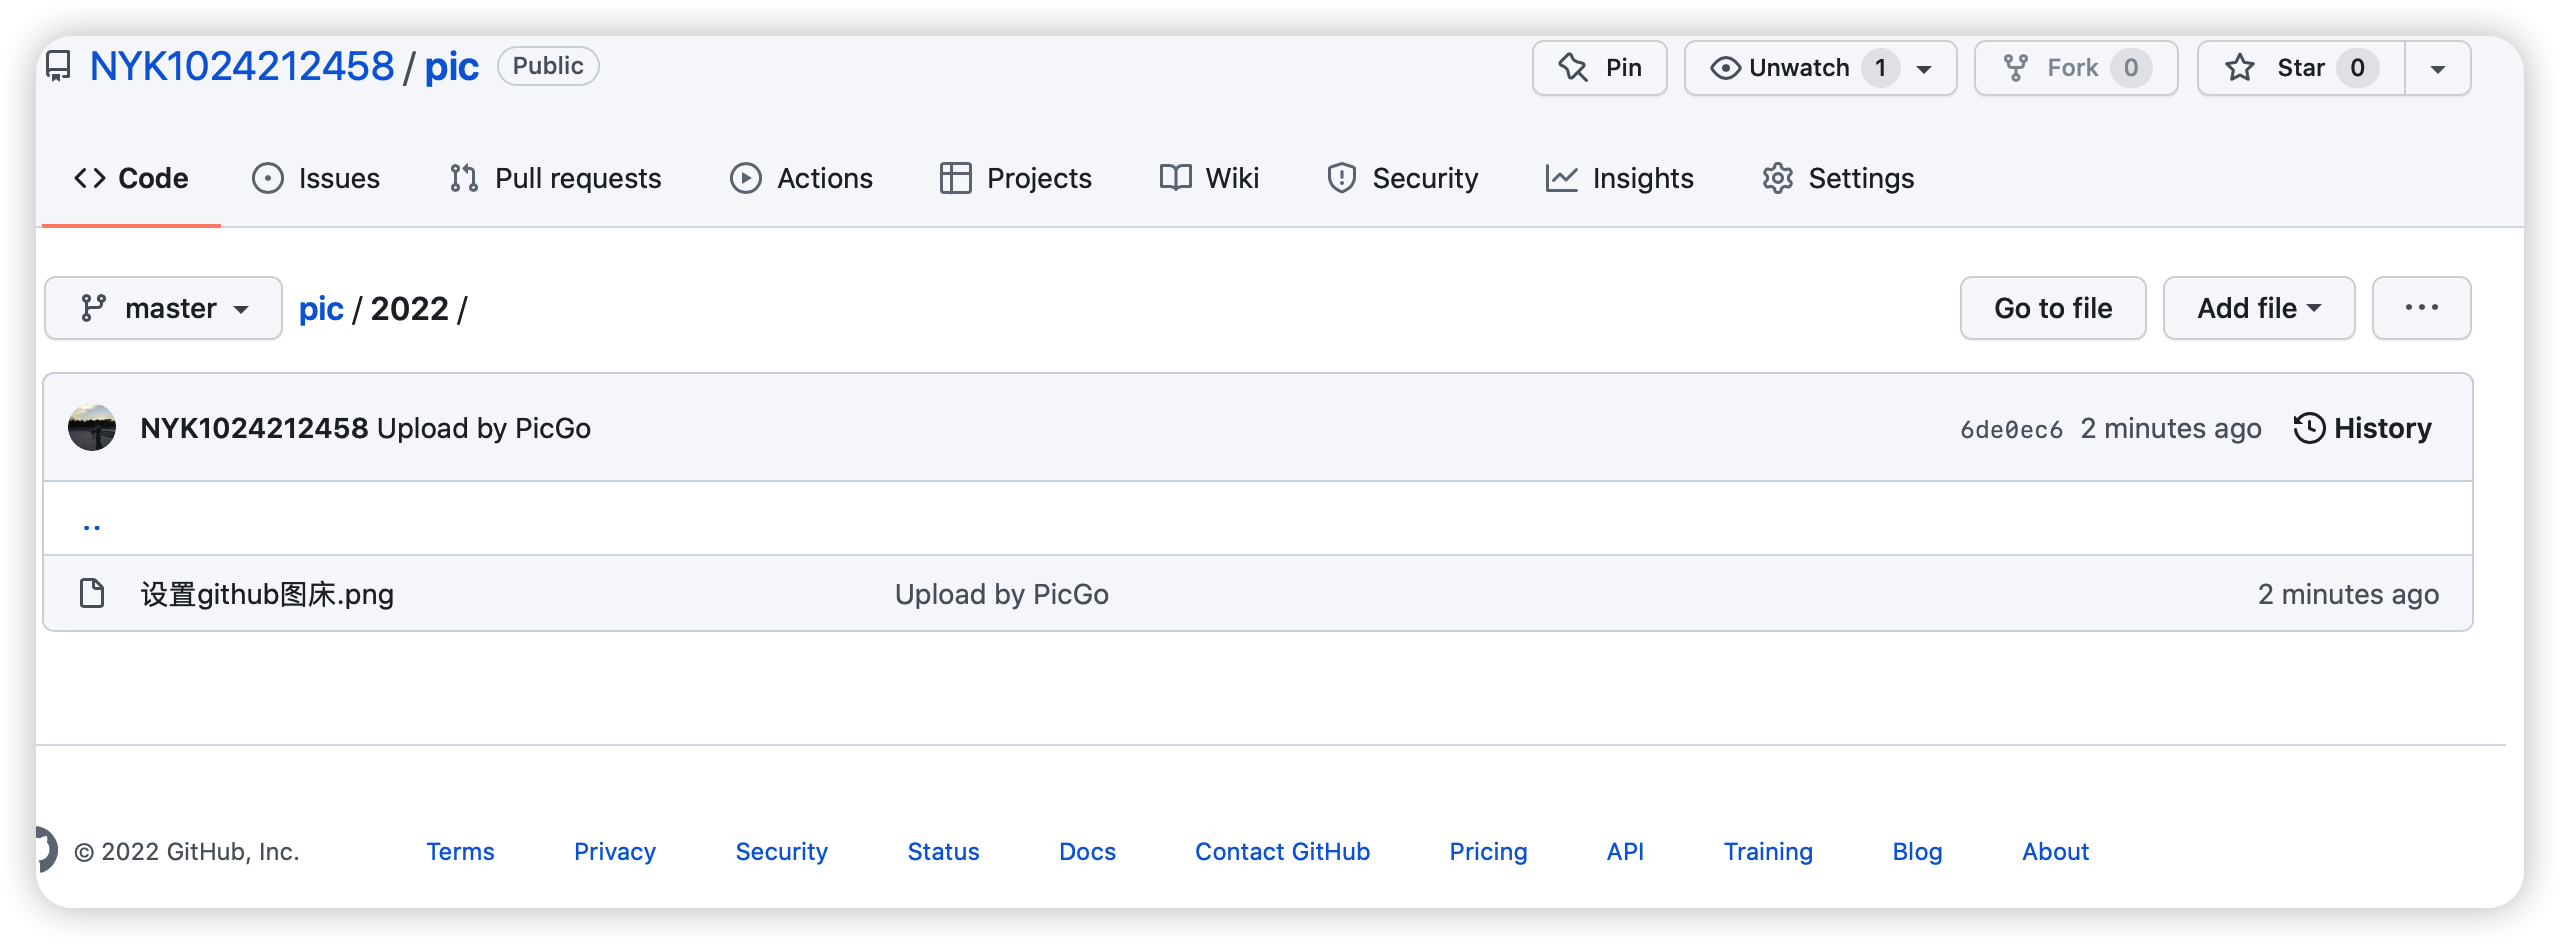 NYK1024212458 / pic Public Pin Unwatch 1 Fork 0 Star 0
Code Issues Pull requests Actions Projects Wiki Security Insights Settings
master pic / 2022 / Go to file Add file ...
NYK1024212458 Upload by PicGo 6de0ec6 2 minutes ago History
..
设置github图床.png Upload by PicGo 2 minutes ago
© 2022 GitHub, Inc. Terms Privacy Security Status Docs Contact GitHub Pricing API Training Blog About